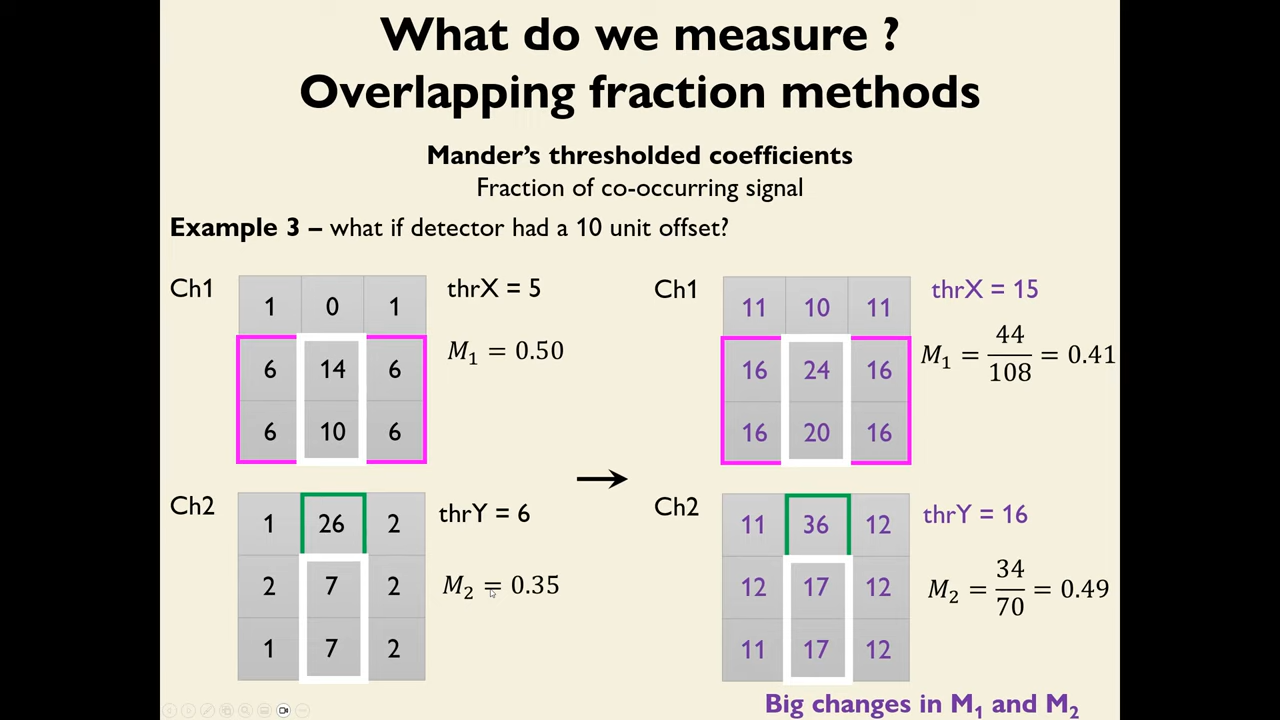 What do we measure ?
Overlapping fraction methods
Mander's thresholded coefficients
Fraction of co-occurring signal
Example 3 – what if detector had a 10 unit offset?
Ch1
1 0 1
6 14 6
6 10 6
thrX = 5
M₁ = 0.50
Ch2
1 26 2
2 7 2
1 7 2
thrY = 6
M₂ = 0.35
→
Ch1
11 10 11
16 24 16
16 20 16
thrX = 15
M₁ = 44/108 = 0.41
Ch2
11 36 12
12 17 12
11 17 12
thrY = 16
M₂ = 34/70 = 0.49
Big changes in M₁ and M₂